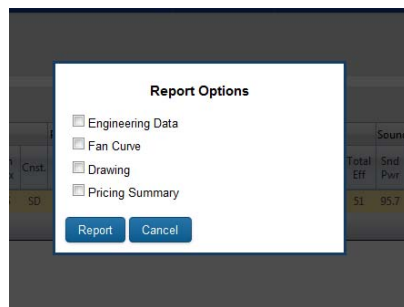 Report Options
Engineering Data
Fan Curve
Drawing
Pricing Summary
Report Cancel
Cnst.
Total Eff
Snd Pwr
SD
51 95.7